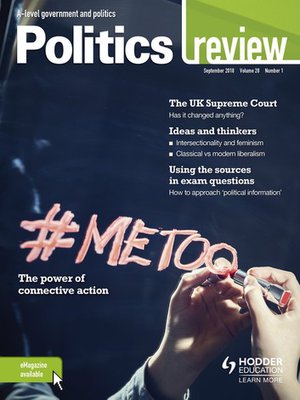 A-level government and politics
Politics review
September 2018 Volume 28 Number 1
The UK Supreme Court
Has it changed anything?
Ideas and thinkers
■ Intersectionality and feminism
■ Classical vs modern liberalism
Using the sources
in exam questions
How to approach ‘political information’
#METOO
The power of
connective action
eMagazine
available
HODDER
EDUCATION
LEARN MORE